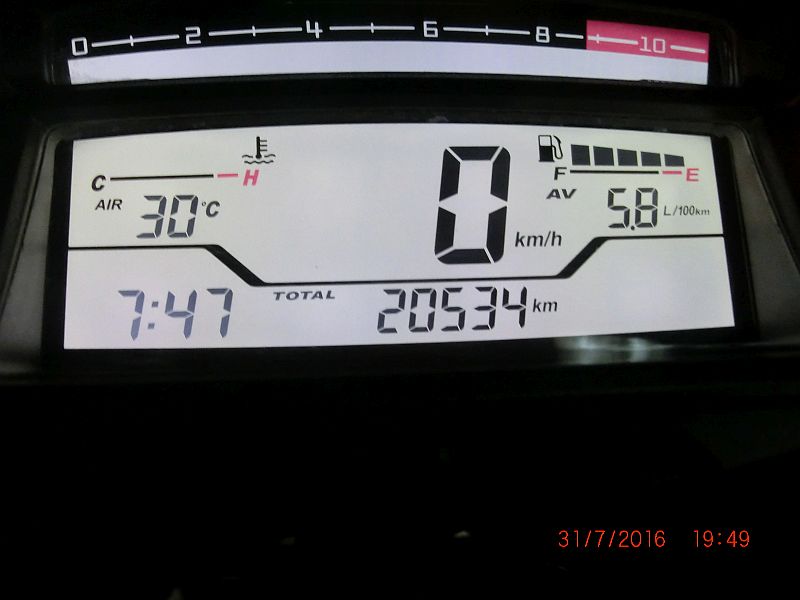 0 2 4 6 8 10
C H F E
AIR 30 °C 0 km/h AV 5.8 L/100km
7:47 TOTAL 20534 km
31/7/2016 19:49